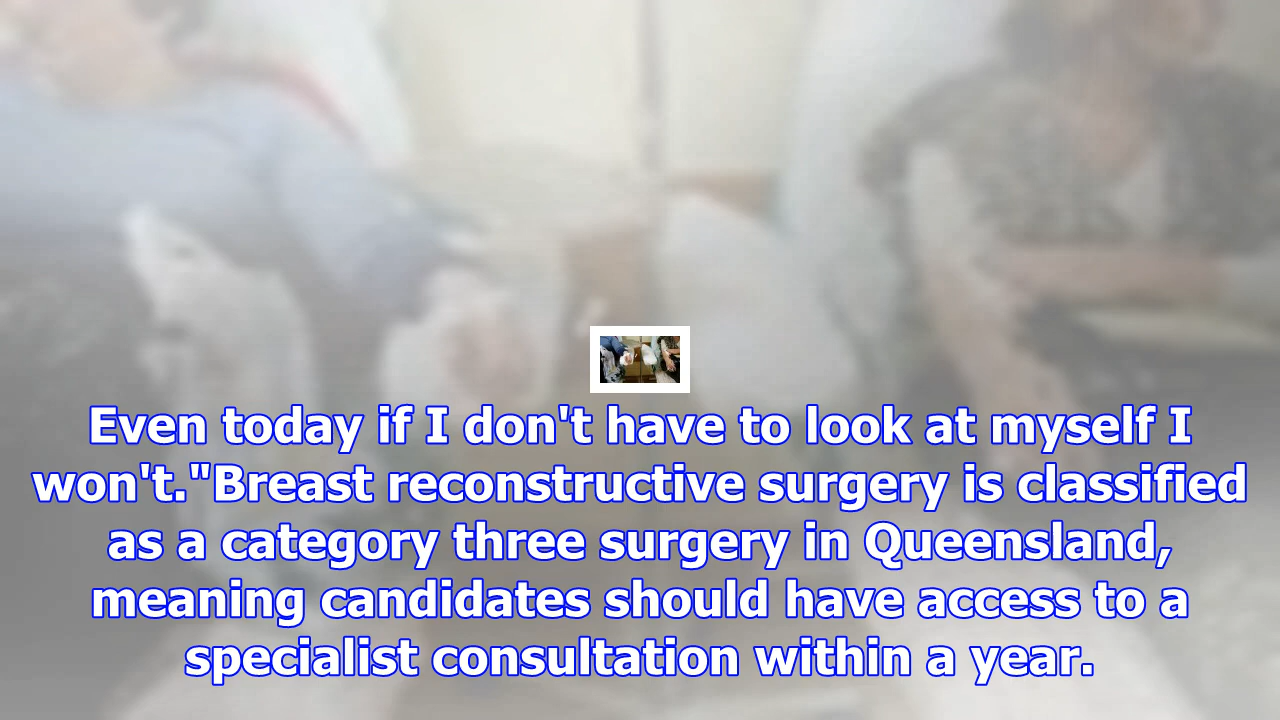 Even today if I don't have to look at myself I
won't."Breast reconstructive surgery is classified
as a category three surgery in Queensland,
meaning candidates should have access to a
specialist consultation within a year.